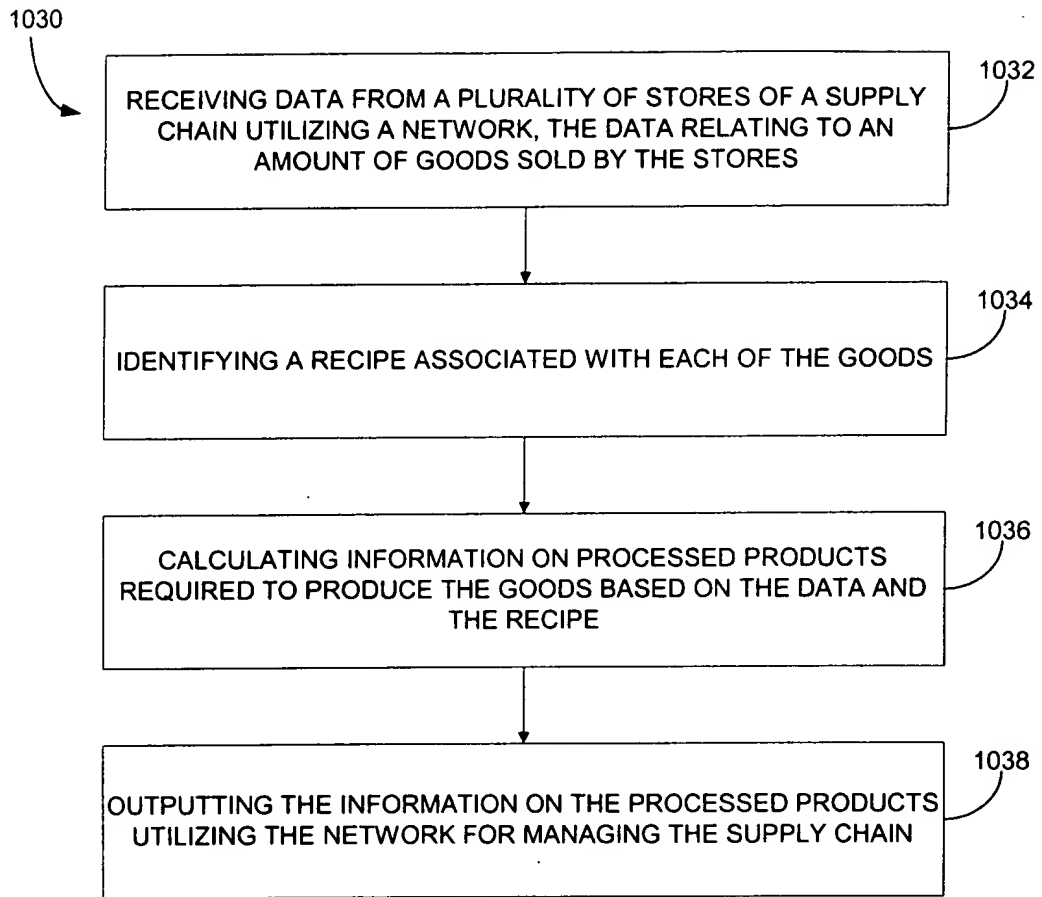 1030
1032
RECEIVING DATA FROM A PLURALITY OF STORES OF A SUPPLY
CHAIN UTILIZING A NETWORK, THE DATA RELATING TO AN
AMOUNT OF GOODS SOLD BY THE STORES
1034
IDENTIFYING A RECIPE ASSOCIATED WITH EACH OF THE GOODS
1036
CALCULATING INFORMATION ON PROCESSED PRODUCTS
REQUIRED TO PRODUCE THE GOODS BASED ON THE DATA AND
THE RECIPE
1038
OUTPUTTING THE INFORMATION ON THE PROCESSED PRODUCTS
UTILIZING THE NETWORK FOR MANAGING THE SUPPLY CHAIN